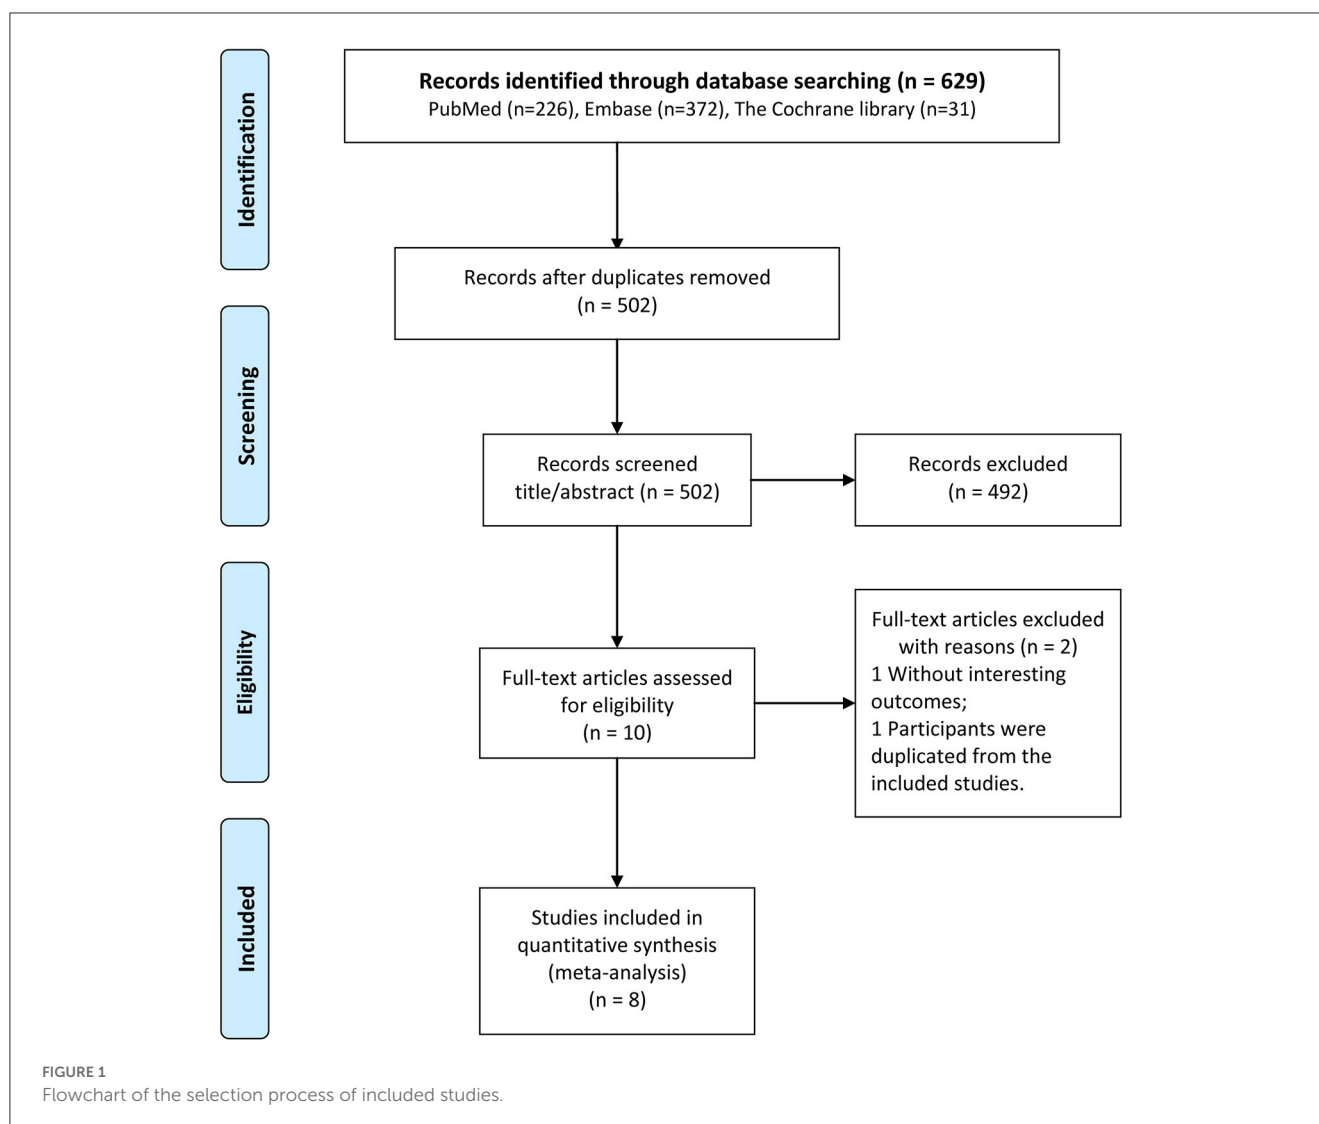 Identification
Records identified through database searching (n = 629)
PubMed (n=226), Embase (n=372), The Cochrane library (n=31)
Records after duplicates removed
(n = 502)
Screening
Records screened
title/abstract (n = 502)
Records excluded
(n = 492)
Eligibility
Full-text articles assessed
for eligibility
(n = 10)
Full-text articles excluded
with reasons (n = 2)
1 Without interesting
outcomes;
1 Participants were
duplicated from the
included studies.
Included
Studies included in
quantitative synthesis
(meta-analysis)
(n = 8)
FIGURE 1
Flowchart of the selection process of included studies.